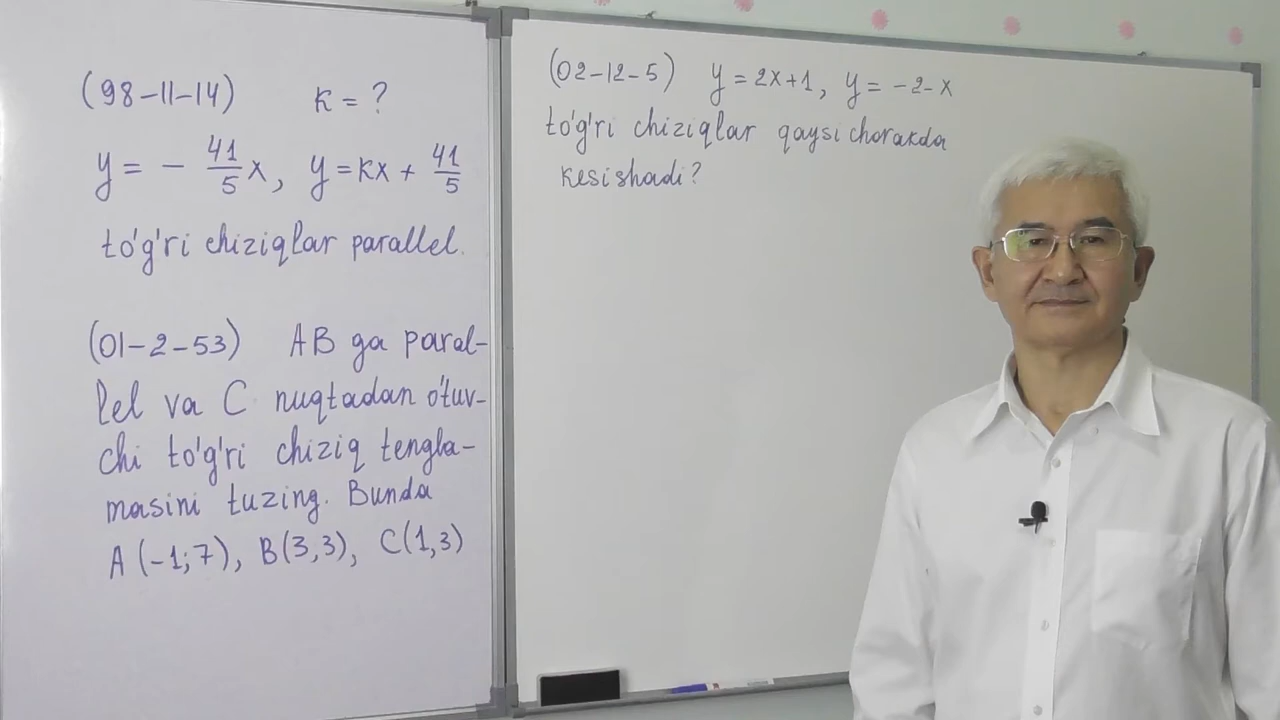 (98-11-14) K = ?
y = - 41/5 x, y = kx + 41/5
to'g'ri chiziqlar parallel.
(01-2-53) AB ga paral-
lel va C nuqtadan o'tuv-
chi to'g'ri chiziq tengla-
masini tuzing. Bunda
A(-1;7), B(3,3), C(1,3)
(02-12-5) y = 2x+1, y = -2-x
to'g'ri chiziqlar qaysi chorakda
kesishadi?